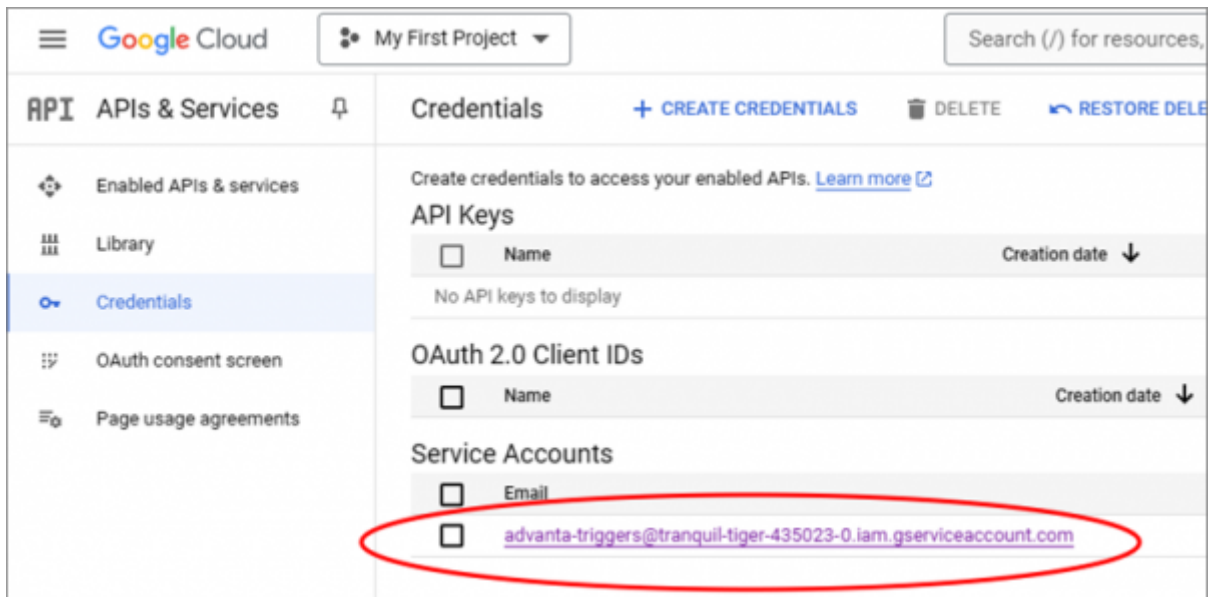 Google Cloud
My First Project
Search (/) for resources,
API APIs & Services
Credentials
+ CREATE CREDENTIALS
DELETE
RESTORE DELE
Enabled APIs & services
Library
Credentials
OAuth consent screen
Page usage agreements
Create credentials to access your enabled APIs. Learn more
API Keys
Name Creation date
No API keys to display
OAuth 2.0 Client IDs
Name Creation date
Service Accounts
Email
advanta-triggers@tranquil-tiger-435023-0.iam.gserviceaccount.com